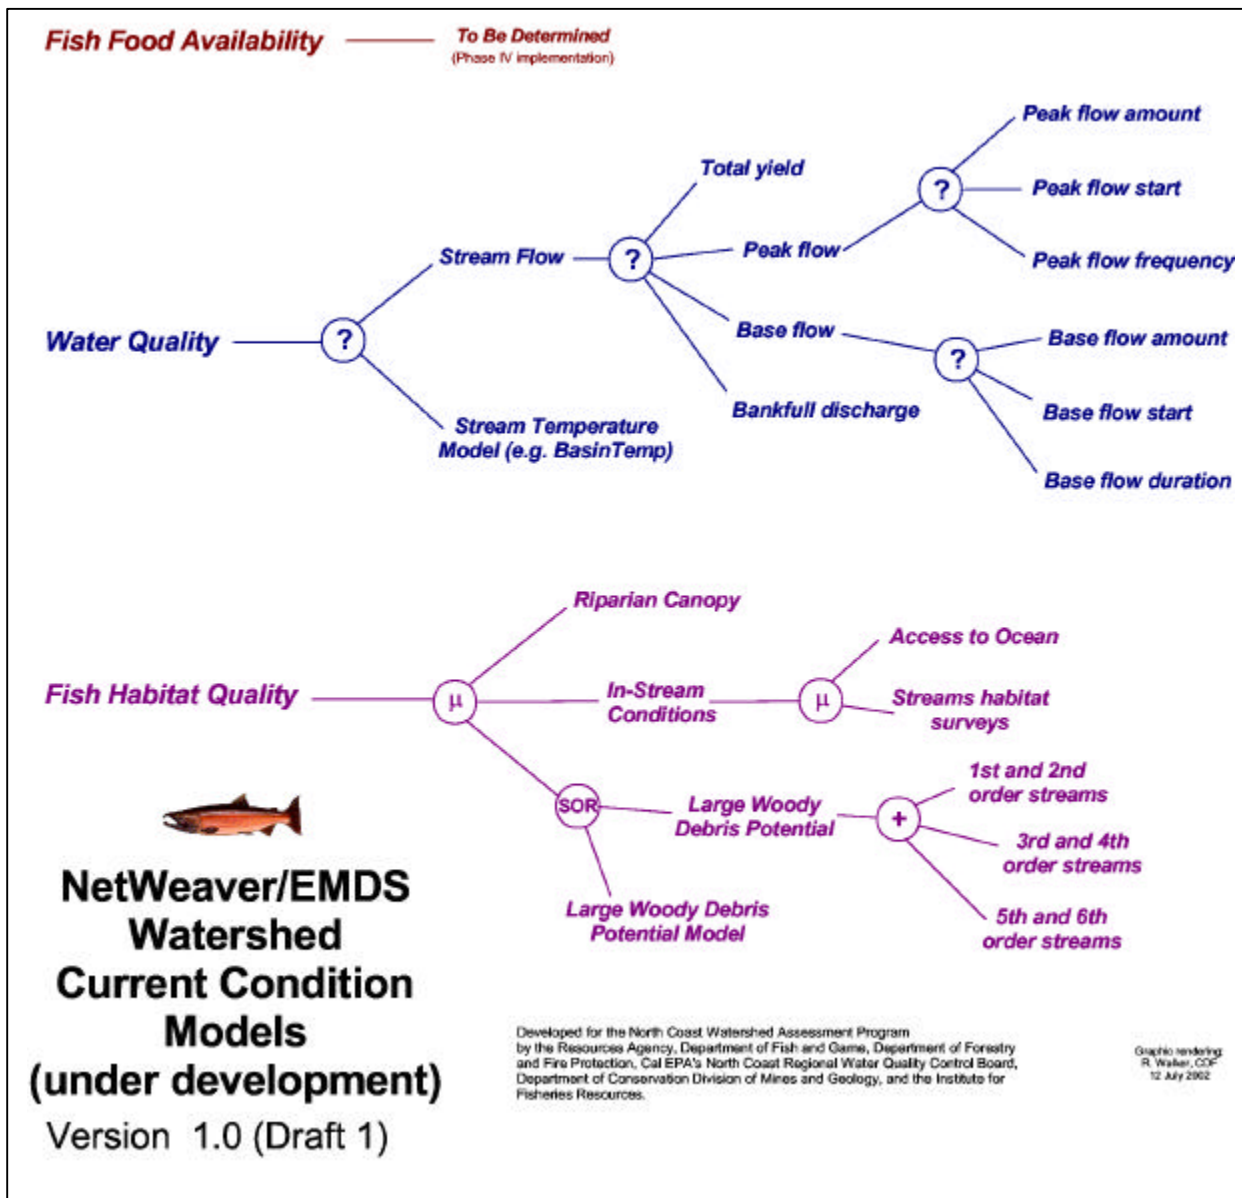 Fish Food Availability
To Be Determined
(Phase IV implementation)
Peak flow amount
Total yield
?
Peak flow start
Stream Flow
?
Peak flow
Peak flow frequency
Water Quality
?
Base flow
Base flow amount
?
Bankfull discharge
Base flow start
Stream Temperature
Model (e.g. BasinTemp)
Base flow duration
Riparian Canopy
Access to Ocean
Fish Habitat Quality
μ
In-Stream
Conditions
μ
Streams habitat
surveys
1st and 2nd
order streams
SOR
Large Woody
Debris Potential
+
3rd and 4th
order streams
Large Woody Debris
Potential Model
5th and 6th
order streams
NetWeaver/EMDS
Watershed
Current Condition
Models
(under development)
Version 1.0 (Draft 1)
Developed for the North Coast Watershed Assessment Program
by the Resources Agency, Department of Fish and Game, Department of Forestry
and Fire Protection, Cal EPA's North Coast Regional Water Quality Control Board,
Department of Conservation Division of Mines and Geology, and the Institute for
Fisheries Resources.
Graphic rendering:
R. Walker, CDF
12 July 2002